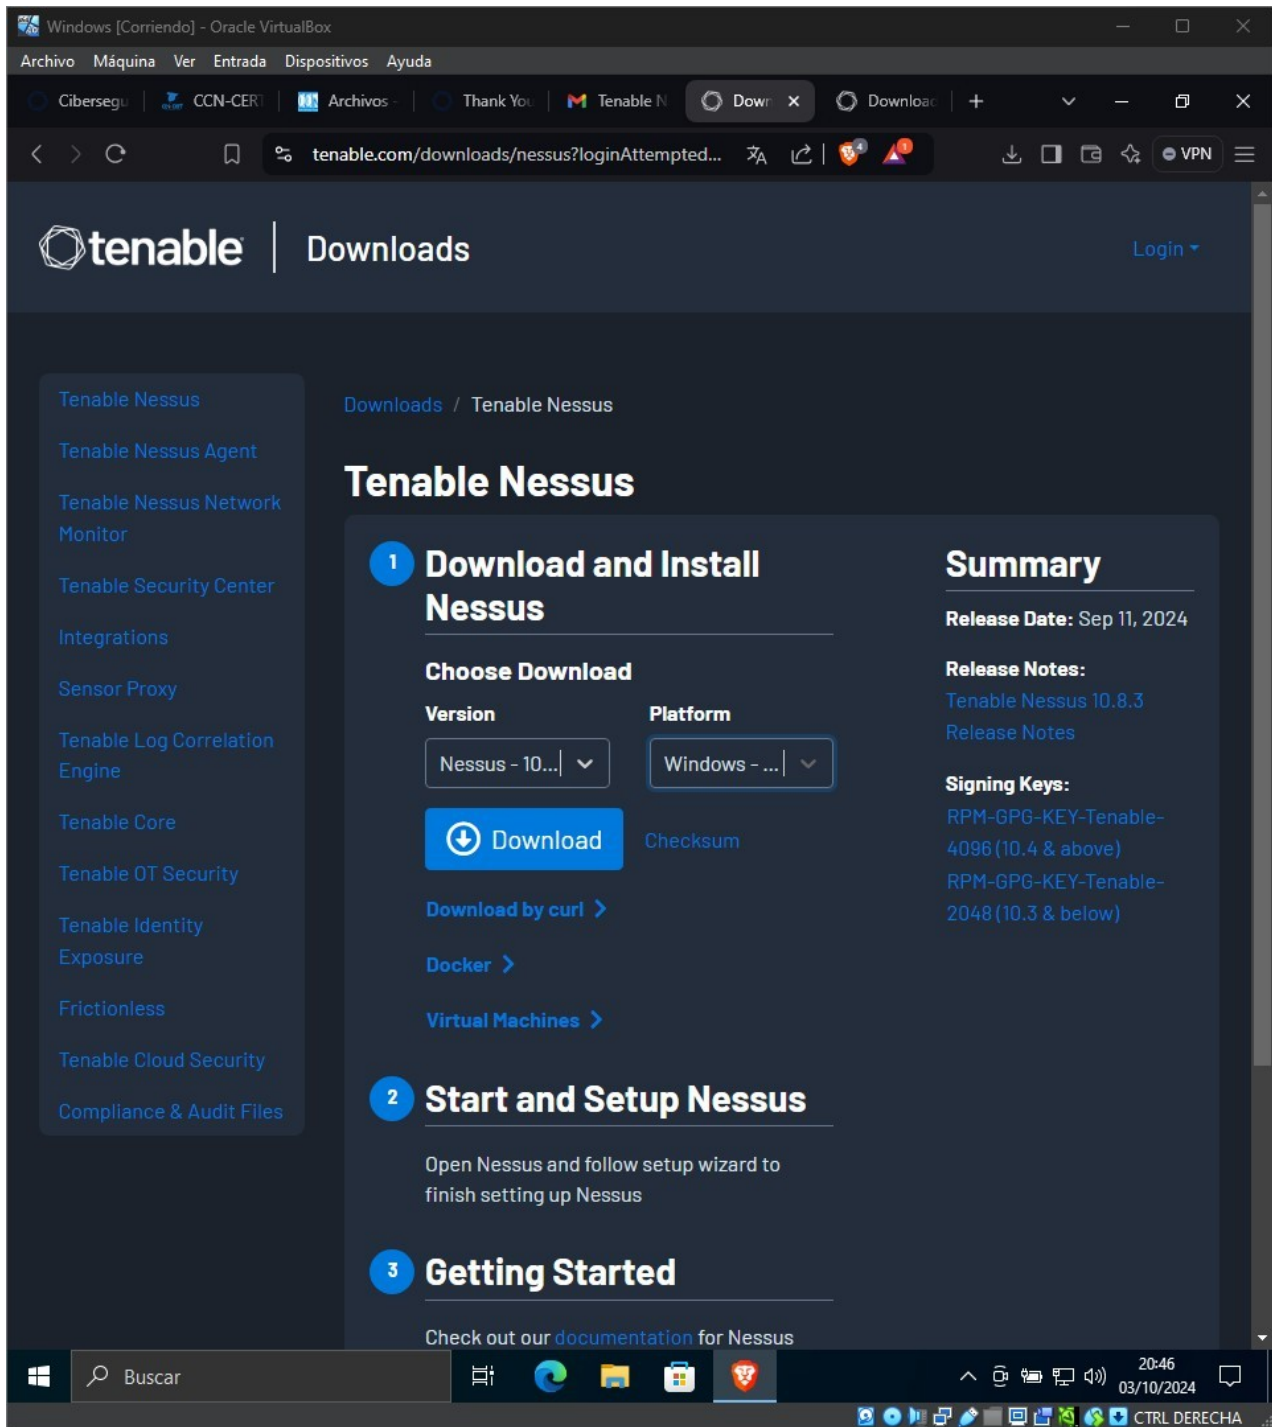 Windows [Corriendo] - Oracle VirtualBox
Archivo Máquina Ver Entrada Dispositivos Ayuda
Cibersegu CCN-CERT Archivos - Thank You Tenable N Down Download
tenable.com/downloads/nessus?loginAttempted... 4 1 VPN
tenable Downloads Login
Tenable Nessus
Tenable Nessus Agent
Tenable Nessus Network
Monitor
Tenable Security Center
Integrations
Sensor Proxy
Tenable Log Correlation
Engine
Tenable Core
Tenable OT Security
Tenable Identity
Exposure
Frictionless
Tenable Cloud Security
Compliance & Audit Files
Downloads / Tenable Nessus
Tenable Nessus
1 Download and Install
Nessus
Choose Download
Version Platform
Nessus - 10... Windows - ...
Download Checksum
Download by curl
Docker
Virtual Machines
2 Start and Setup Nessus
Open Nessus and follow setup wizard to
finish setting up Nessus
3 Getting Started
Check out our documentation for Nessus
Summary
Release Date: Sep 11, 2024
Release Notes:
Tenable Nessus 10.8.3
Release Notes
Signing Keys:
RPM-GPG-KEY-Tenable-
4096 (10.4 & above)
RPM-GPG-KEY-Tenable-
2048 (10.3 & below)
Buscar
20:46
03/10/2024
CTRL DERECHA